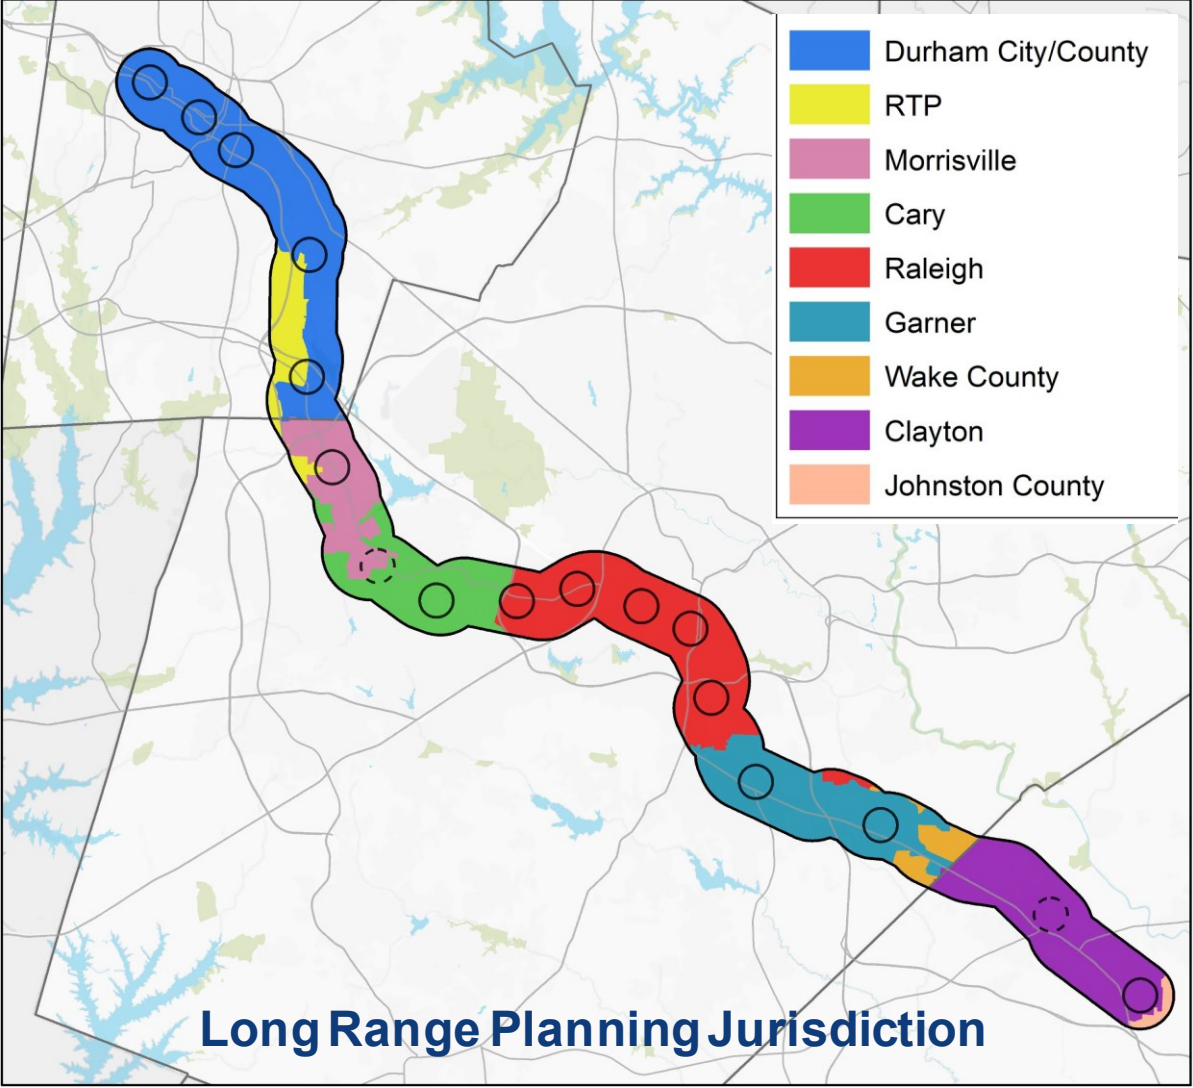 Durham City/County
RTP
Morrisville
Cary
Raleigh
Garner
Wake County
Clayton
Johnston County
Long Range Planning Jurisdiction